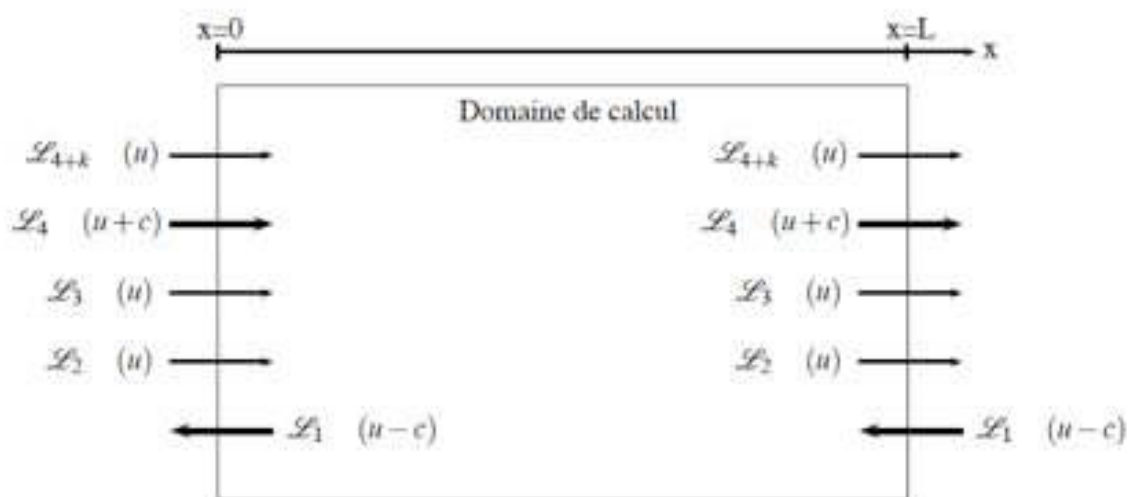 x=0 x=L
x
Domaine de calcul
ℒ₄₊ₖ (u) ℒ₄₊ₖ (u)
ℒ₄ (u+c) ℒ₄ (u+c)
ℒ₃ (u) ℒ₃ (u)
ℒ₂ (u) ℒ₂ (u)
ℒ₁ (u−c) ℒ₁ (u−c)